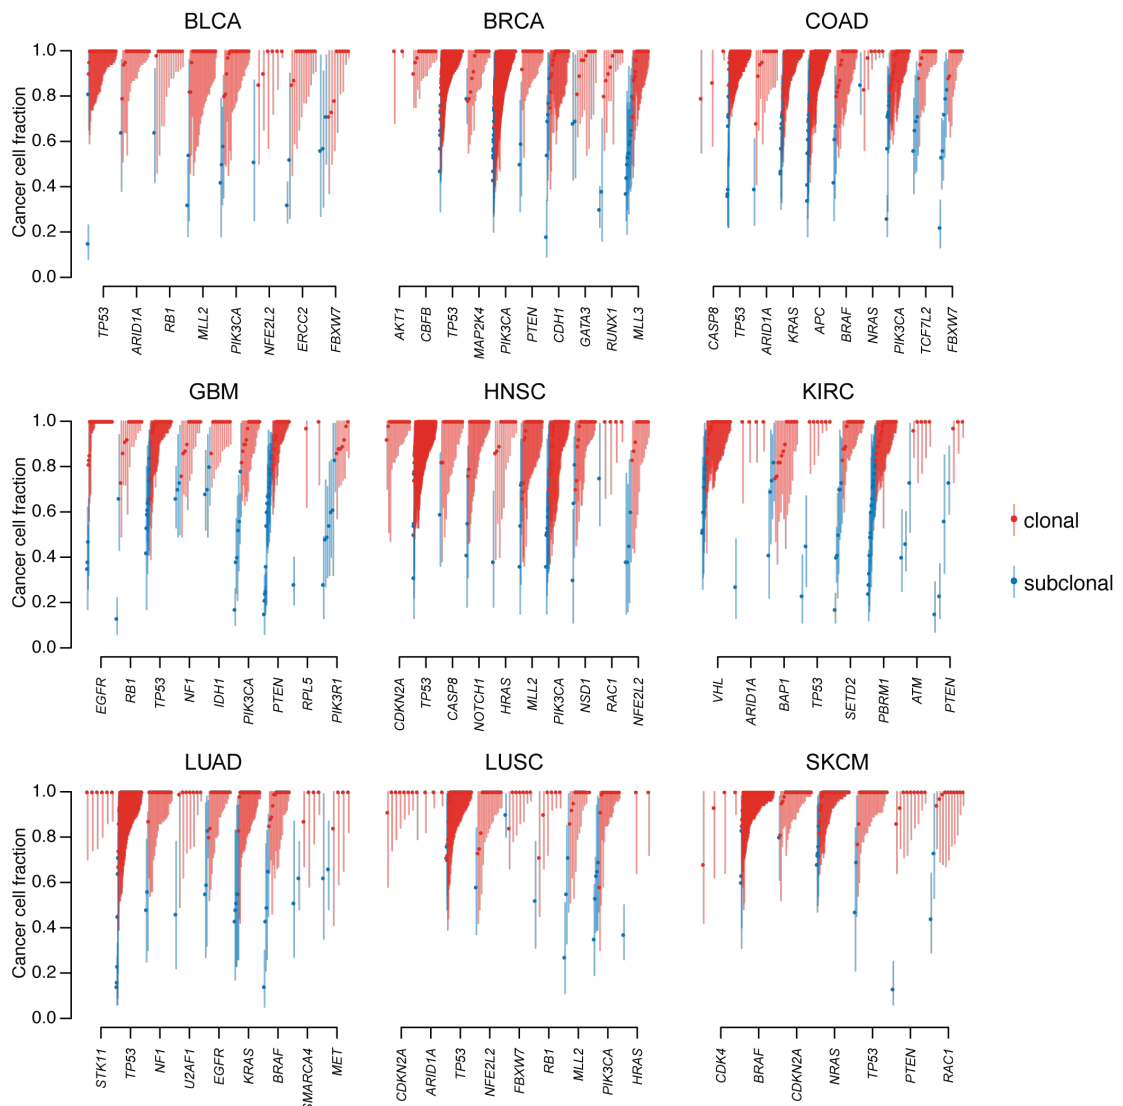 BLCA BRCA COAD
Cancer cell fraction
1.0
0.8
0.6
0.4
0.2
0.0
TP53 ARID1A RB1 MLL2 PIK3CA NFE2L2 ERCC2 FBXW7
AKT1 CBFB TP53 MAP2K4 PIK3CA PTEN CDH1 GATA3 RUNX1 MLL3
CASP8 TP53 ARID1A KRAS APC BRAF NRAS PIK3CA TCF7L2 FBXW7
GBM HNSC KIRC
Cancer cell fraction
1.0
0.8
0.6
0.4
0.2
0.0
EGFR RB1 TP53 NF1 IDH1 PIK3CA PTEN RPL5 PIK3R1
CDKN2A TP53 CASP8 NOTCH1 HRAS MLL2 PIK3CA NSD1 RAC1 NFE2L2
VHL ARID1A BAP1 TP53 SETD2 PBRM1 ATM PTEN
clonal
subclonal
LUAD LUSC SKCM
Cancer cell fraction
1.0
0.8
0.6
0.4
0.2
0.0
STK11 TP53 NF1 U2AF1 EGFR KRAS BRAF SMARCA4 MET
CDKN2A ARID1A TP53 NFE2L2 FBXW7 RB1 MLL2 PIK3CA HRAS
CDK4 BRAF CDKN2A NRAS TP53 PTEN RAC1